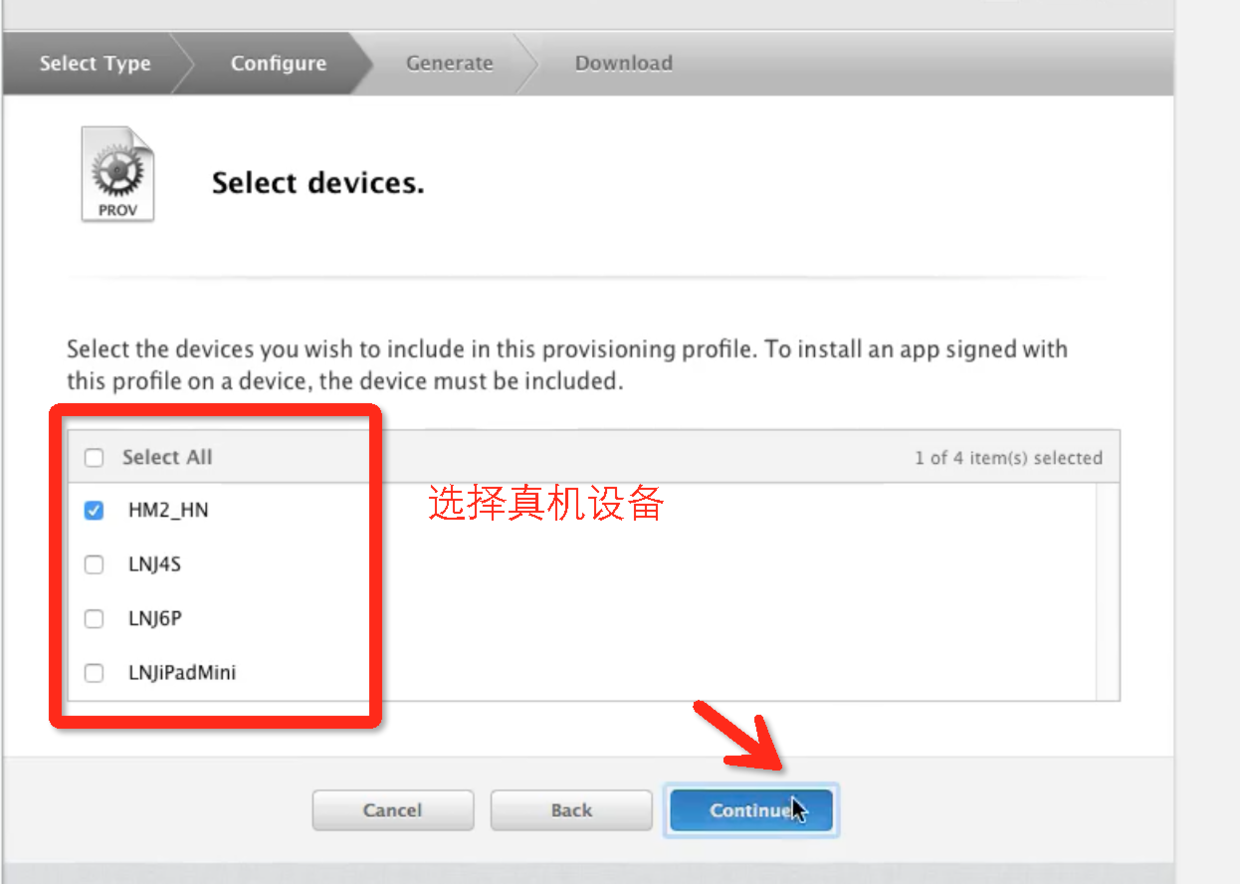 Select Type
Configure
Generate
Download
PROV
Select devices.
Select the devices you wish to include in this provisioning profile. To install an app signed with
this profile on a device, the device must be included.
Select All
1 of 4 item(s) selected
HM2_HN
选择真机设备
LNJ4S
LNJ6P
LNJiPadMini
Cancel
Back
Continue